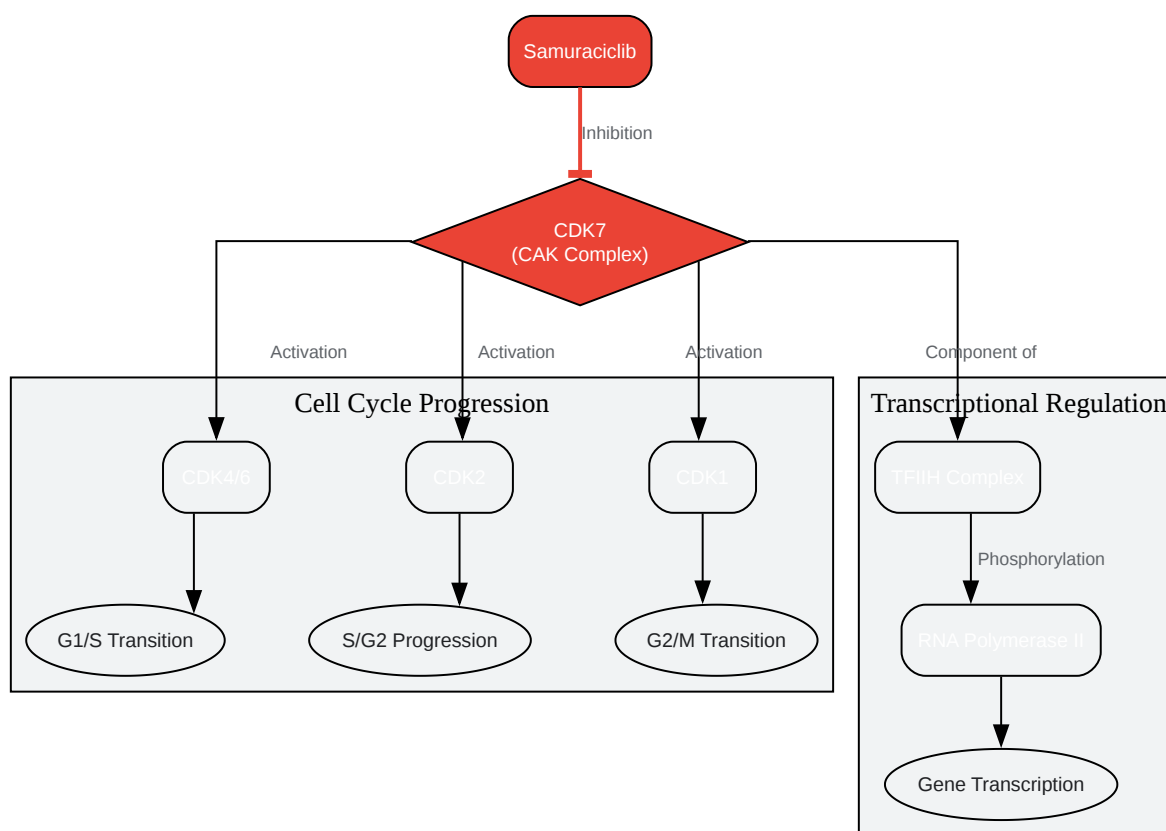 Samuraciclib
Inhibition
CDK7
(CAK Complex)
Activation
Activation
Activation
Component of
Cell Cycle Progression
Transcriptional Regulation
CDK4/6
CDK2
CDK1
TFIIH Complex
Phosphorylation
G1/S Transition
S/G2 Progression
G2/M Transition
RNA Polymerase II
Gene Transcription